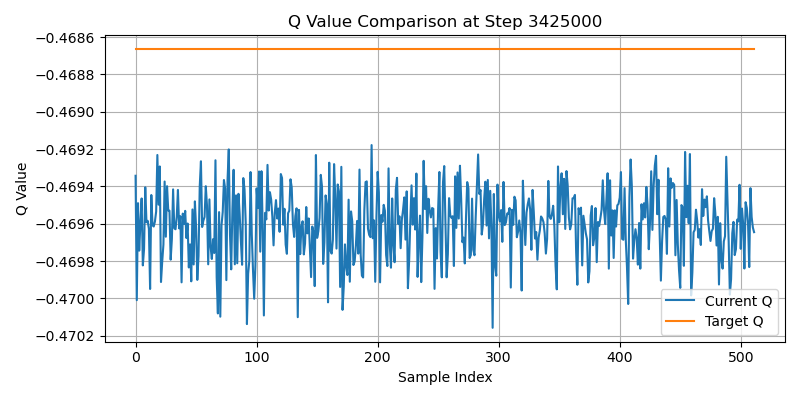 Q Value Comparison at Step 3425000
Q Value
−0.4686
−0.4688
−0.4690
−0.4692
−0.4694
−0.4696
−0.4698
−0.4700
−0.4702
0 100 200 300 400 500
Sample Index
Current Q
Target Q